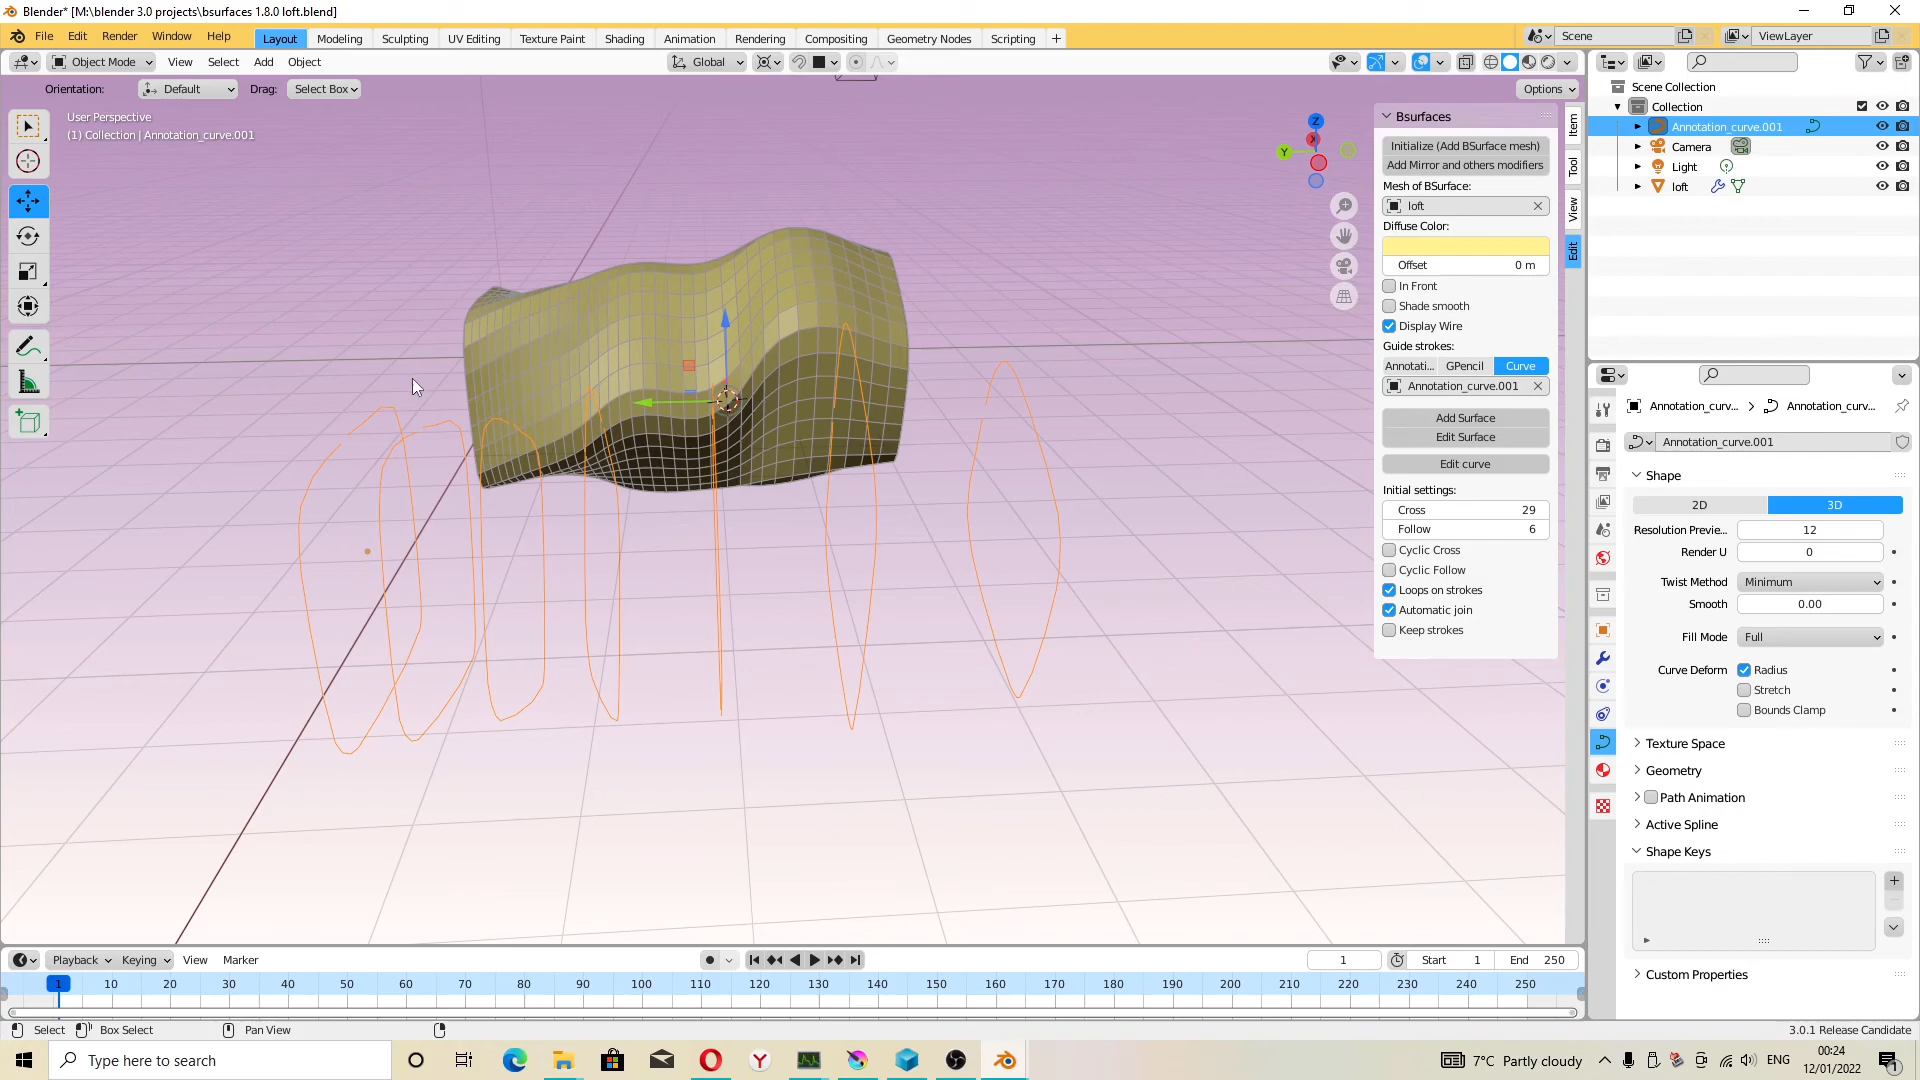 Blender* [M:\blender 3.0 projects\bsurfaces 1.8.0 loft.blend]
File Edit Render Window Help Layout Modeling Sculpting UV Editing Texture Paint Shading Animation Rendering Compositing Geometry Nodes Scripting + Scene ViewLayer
Object Mode View Select Add Object Global
Orientation: Default Drag: Select Box Options
User Perspective
(1) Collection | Annotation_curve.001
Z
X
Y
Bsurfaces
Initialize (Add BSurface mesh)
Add Mirror and others modifiers
Mesh of BSurface:
loft
Diffuse Color:
Offset 0 m
In Front
Shade smooth
Display Wire
Guide strokes:
Annotati... GPencil Curve
Annotation_curve.001
Add Surface
Edit Surface
Edit curve
Initial settings:
Cross 29
Follow 6
Cyclic Cross
Cyclic Follow
Loops on strokes
Automatic join
Keep strokes
Item
Tool
View
Edit
Scene Collection
Collection
Annotation_curve.001
Camera
Light
loft
Annotation_curv... Annotation_curve...
Annotation_curve.001
Shape
2D 3D
Resolution Previe... 12
Render U 0
Twist Method Minimum
Smooth 0.00
Fill Mode Full
Curve Deform Radius
Stretch
Bounds Clamp
Texture Space
Geometry
Path Animation
Active Spline
Shape Keys
Custom Properties
Playback Keying View Marker 1 Start 1 End 250
1 10 20 30 40 50 60 70 80 90 100 110 120 130 140 150 160 170 180 190 200 210 220 230 240 250
Select Box Select Pan View 3.0.1 Release Candidate
Type here to search 7°C Partly cloudy ENG 00:24
12/01/2022
1